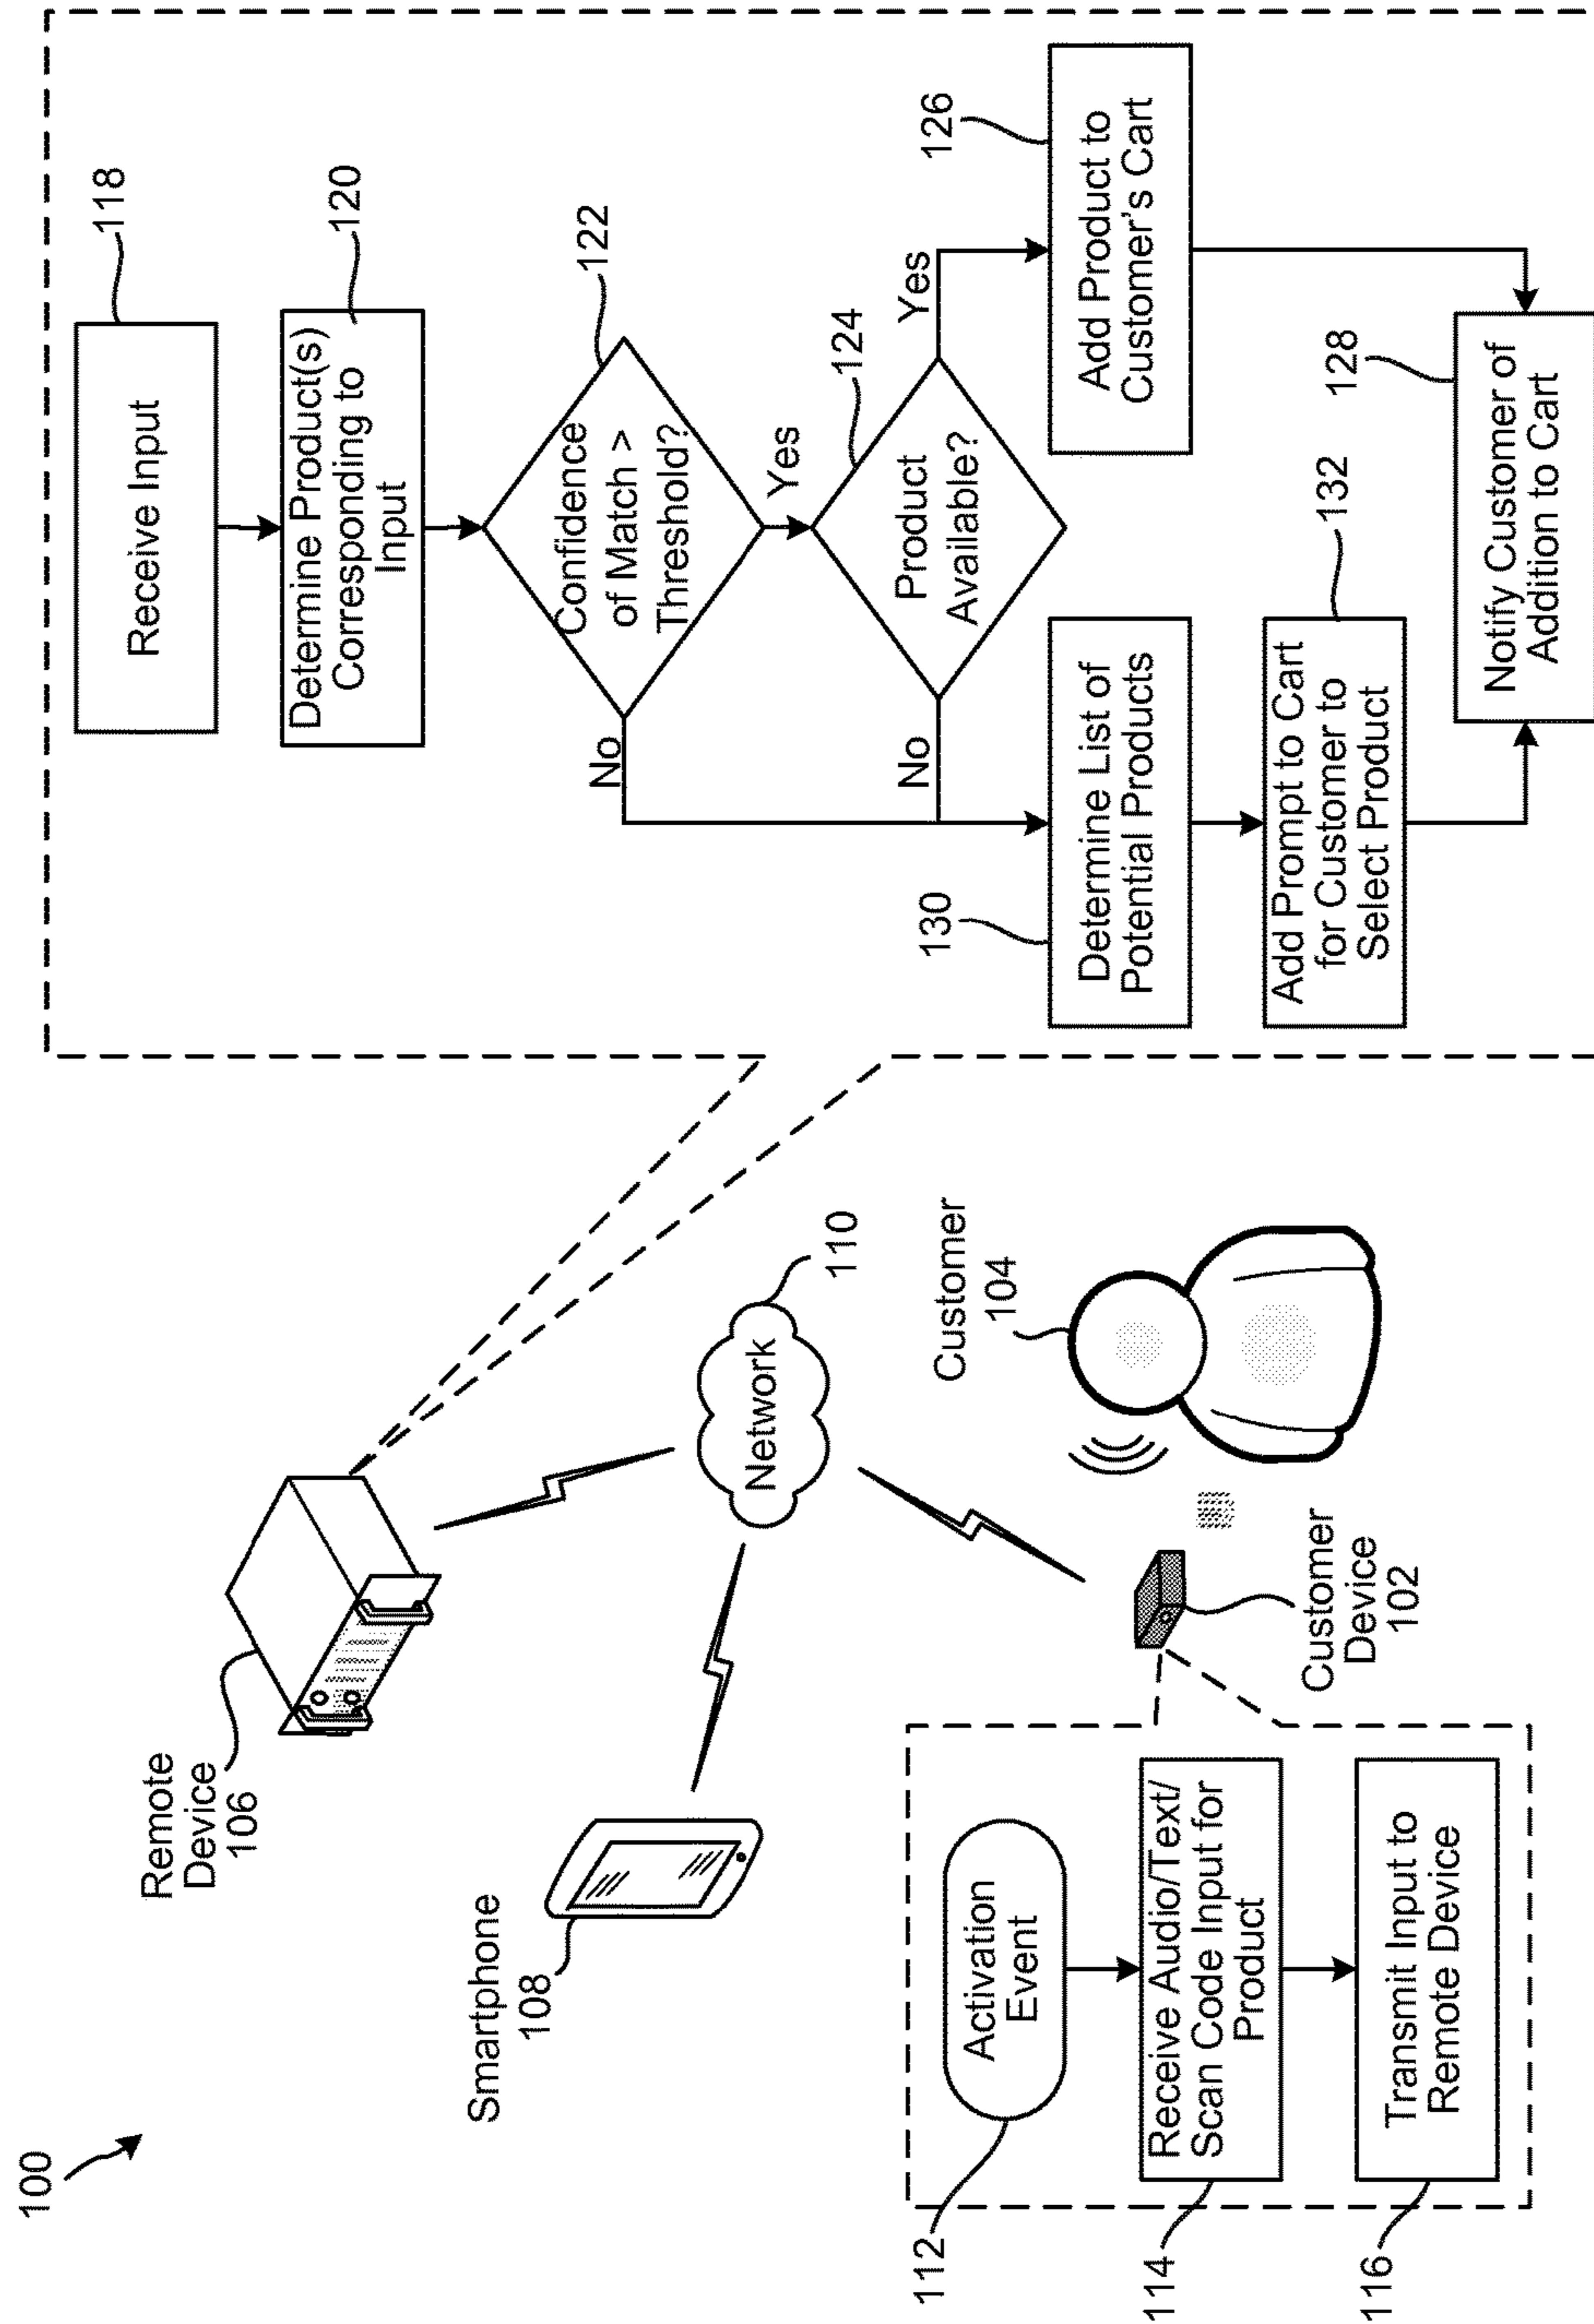 100
Remote
Device
106
Smartphone
108
Network
110
Customer
104
Customer
Device
102
Activation
Event
112
Receive Audio/Text/
Scan Code Input for
Product
114
Transmit Input to
Remote Device
116
Receive Input
118
Determine Product(s)
Corresponding to
Input
120
Confidence
of Match >
Threshold?
122
No
Yes
Product
Available?
124
No
Yes
Add Product to
Customer's Cart
126
130
Determine List of
Potential Products
Add Prompt to Cart
for Customer to
Select Product
132
Notify Customer of
Addition to Cart
128